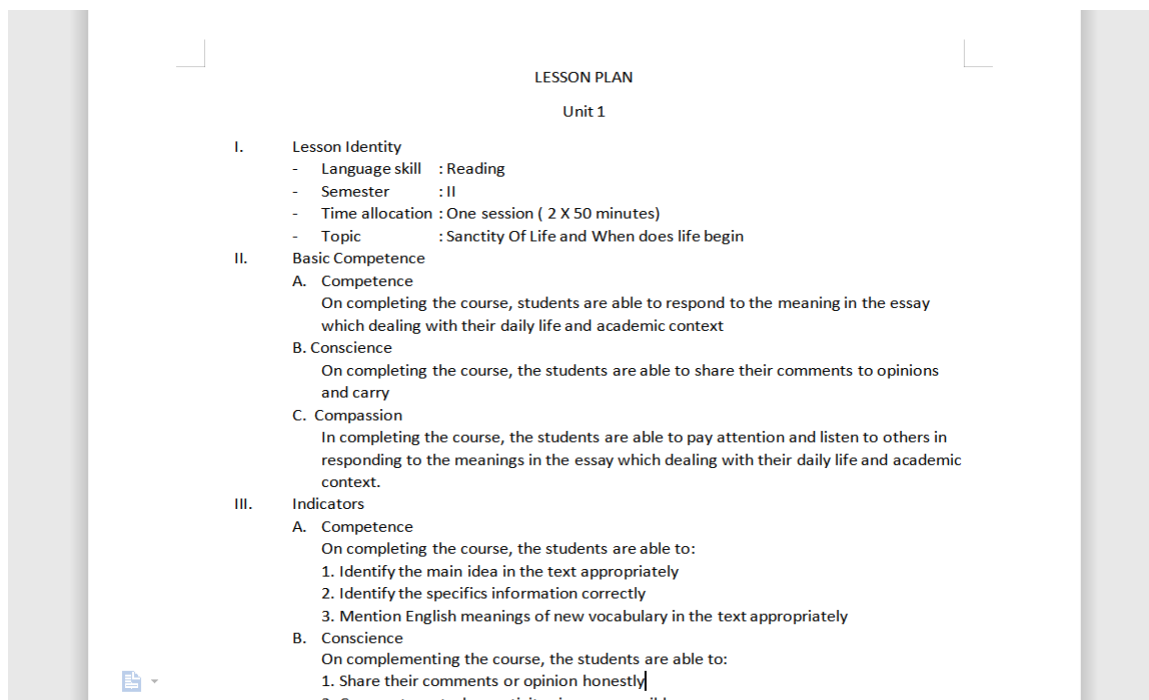 LESSON PLAN
Unit 1
I. Lesson Identity
- Language skill : Reading
- Semester : II
- Time allocation : One session ( 2 X 50 minutes)
- Topic : Sanctity Of Life and When does life begin
II. Basic Competence
A. Competence
On completing the course, students are able to respond to the meaning in the essay
which dealing with their daily life and academic context
B. Conscience
On completing the course, the students are able to share their comments to opinions
and carry
C. Compassion
In completing the course, the students are able to pay attention and listen to others in
responding to the meanings in the essay which dealing with their daily life and academic
context.
III. Indicators
A. Competence
On completing the course, the students are able to:
1. Identify the main idea in the text appropriately
2. Identify the specifics information correctly
3. Mention English meanings of new vocabulary in the text appropriately
B. Conscience
On complementing the course, the students are able to:
1. Share their comments or opinion honestly